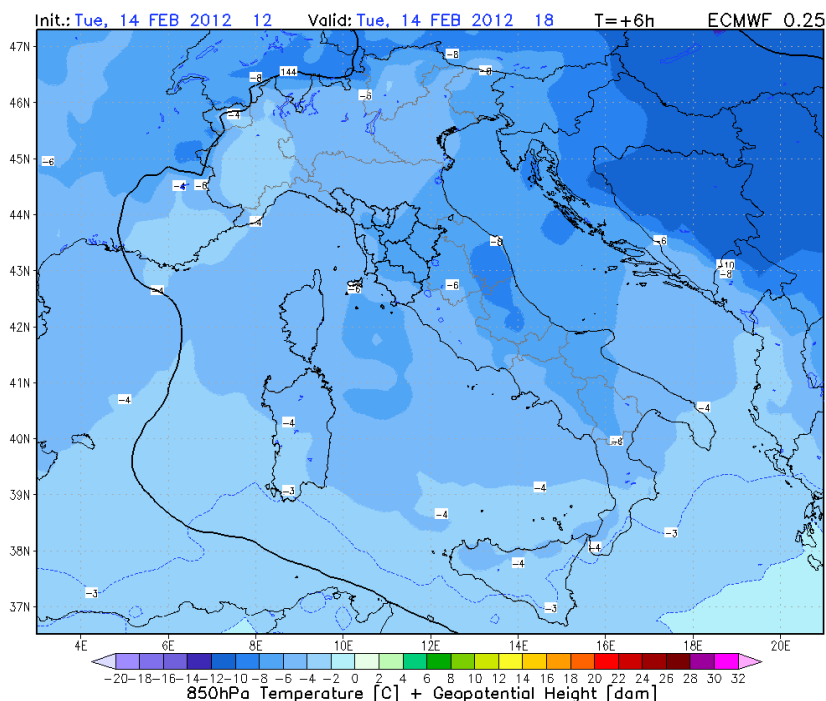 Init.: Tue, 14 FEB 2012 12 Valid: Tue, 14 FEB 2012 18 T=+6h ECMWF 0.25
47N
-8
-8
-8
144
46N
-6
-4
45N
-6
-4
-6
44N
-4
-8
-6
43N
-10
-8
-4
-6
-6
42N
41N
-4
-4
-4
40N
-8
39N
-3
-4
-4
38N
-3
-4
-4
37N
-3
-3
4E 6E 8E 10E 12E 14E 16E 18E 20E
-20 -18 -16 -14 -12 -10 -8 -6 -4 -2 0 2 4 6 8 10 12 14 16 18 20 22 24 26 28 30 32
850hPa Temperature [C] + Geopotential Height [dam]